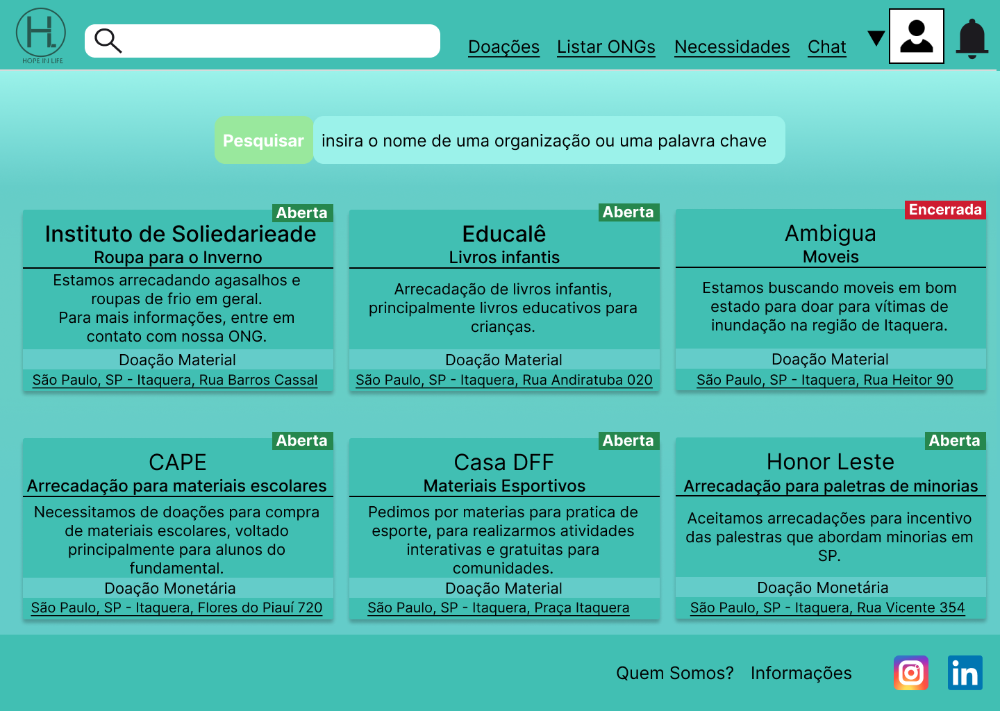 H.
HOPE IN LIFE
Doações Listar ONGs Necessidades Chat
Pesquisar insira o nome de uma organização ou uma palavra chave
Aberta
Instituto de Soliedarieade
Roupa para o Inverno
Estamos arrecadando agasalhos e
roupas de frio em geral.
Para mais informações, entre em
contato com nossa ONG.
Doação Material
São Paulo, SP - Itaquera, Rua Barros Cassal
Aberta
Educalê
Livros infantis
Arrecadação de livros infantis,
principalmente livros educativos para
crianças.
Doação Material
São Paulo, SP - Itaquera, Rua Andiratuba 020
Encerrada
Ambigua
Moveis
Estamos buscando moveis em bom
estado para doar para vítimas de
inundação na região de Itaquera.
Doação Material
São Paulo, SP - Itaquera, Rua Heitor 90
Aberta
CAPE
Arrecadação para materiais escolares
Necessitamos de doações para compra
de materiais escolares, voltado
principalmente para alunos do
fundamental.
Doação Monetária
São Paulo, SP - Itaquera, Flores do Piauí 720
Aberta
Casa DFF
Materiais Esportivos
Pedimos por materias para pratica de
esporte, para realizarmos atividades
interativas e gratuitas para
comunidades.
Doação Material
São Paulo, SP - Itaquera, Praça Itaquera
Aberta
Honor Leste
Arrecadação para paletras de minorias
Aceitamos arrecadações para incentivo
das palestras que abordam minorias em
SP.
Doação Monetária
São Paulo, SP - Itaquera, Rua Vicente 354
Quem Somos? Informações
in